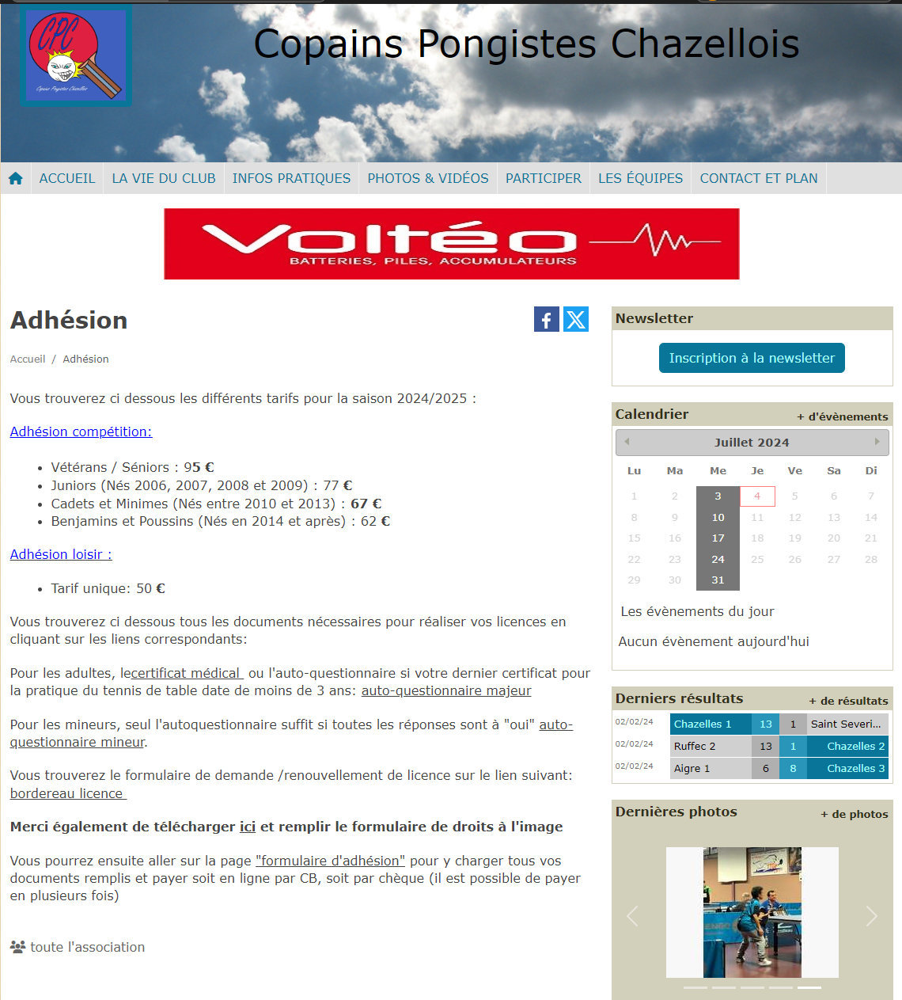 CPC
Copains Pongistes Chazellois
Copains Pongistes Chazellois
ACCUEIL
LA VIE DU CLUB
INFOS PRATIQUES
PHOTOS & VIDÉOS
PARTICIPER
LES ÉQUIPES
CONTACT ET PLAN
Voltéo
BATTERIES, PILES, ACCUMULATEURS
Adhésion
Accueil / Adhésion
Vous trouverez ci dessous les différents tarifs pour la saison 2024/2025 :
Adhésion compétition:
• Vétérans / Séniors : 95 €
• Juniors (Nés 2006, 2007, 2008 et 2009) : 77 €
• Cadets et Minimes (Nés entre 2010 et 2013) : 67 €
• Benjamins et Poussins (Nés en 2014 et après) : 62 €
Adhésion loisir :
• Tarif unique: 50 €
Vous trouverez ci dessous tous les documents nécessaires pour réaliser vos licences en
cliquant sur les liens correspondants:
Pour les adultes, lecertificat médical  ou l'auto-questionnaire si votre dernier certificat pour
la pratique du tennis de table date de moins de 3 ans: auto-questionnaire majeur
Pour les mineurs, seul l'autoquestionnaire suffit si toutes les réponses sont à "oui" auto-
questionnaire mineur.
Vous trouverez le formulaire de demande /renouvellement de licence sur le lien suivant:
bordereau licence
Merci également de télécharger ici et remplir le formulaire de droits à l'image
Vous pourrez ensuite aller sur la page "formulaire d'adhésion" pour y charger tous vos
documents remplis et payer soit en ligne par CB, soit par chèque (il est possible de payer
en plusieurs fois)
toute l'association
Newsletter
Inscription à la newsletter
Calendrier
+ d'évènements
Juillet 2024
Lu Ma Me Je Ve Sa Di
1 2 3 4 5 6 7
8 9 10 11 12 13 14
15 16 17 18 19 20 21
22 23 24 25 26 27 28
29 30 31
Les évènements du jour
Aucun évènement aujourd'hui
Derniers résultats
+ de résultats
02/02/24 Chazelles 1 13 1 Saint Severi...
02/02/24 Ruffec 2 13 1 Chazelles 2
02/02/24 Aigre 1 6 8 Chazelles 3
Dernières photos
+ de photos